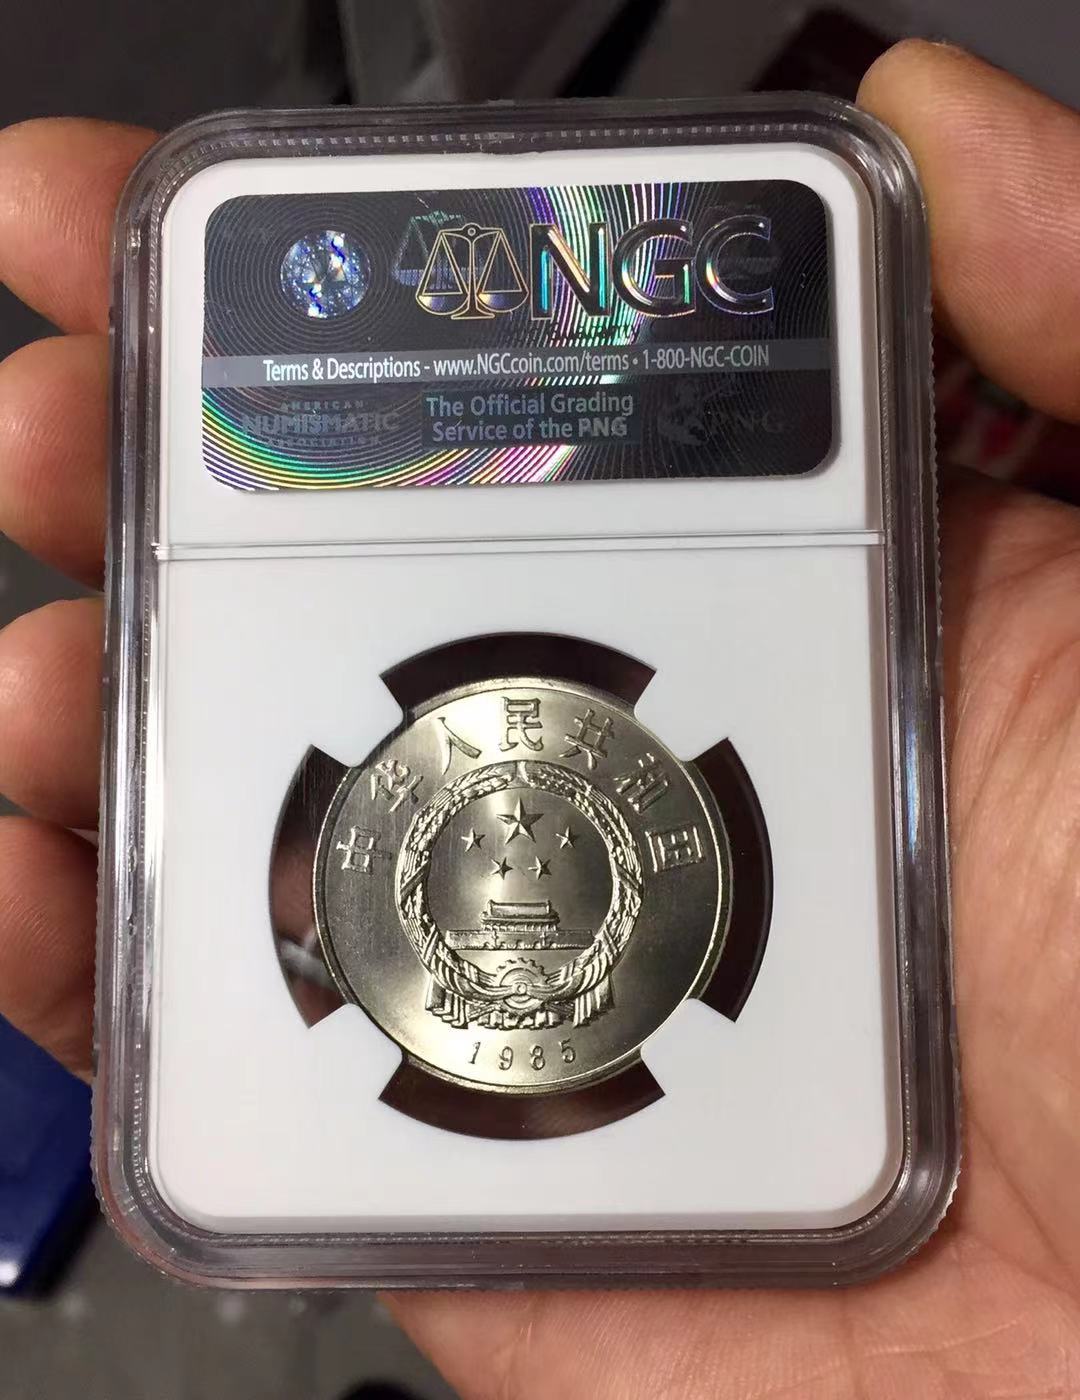 NGC
Terms & Descriptions - www.NGCcoin.com/terms • 1-800-NGC-COIN
AMERICAN
NUMISMATIC
ASSOCIATION
The Official Grading
Service of the PNG
PNG
中华人民共和国
1985